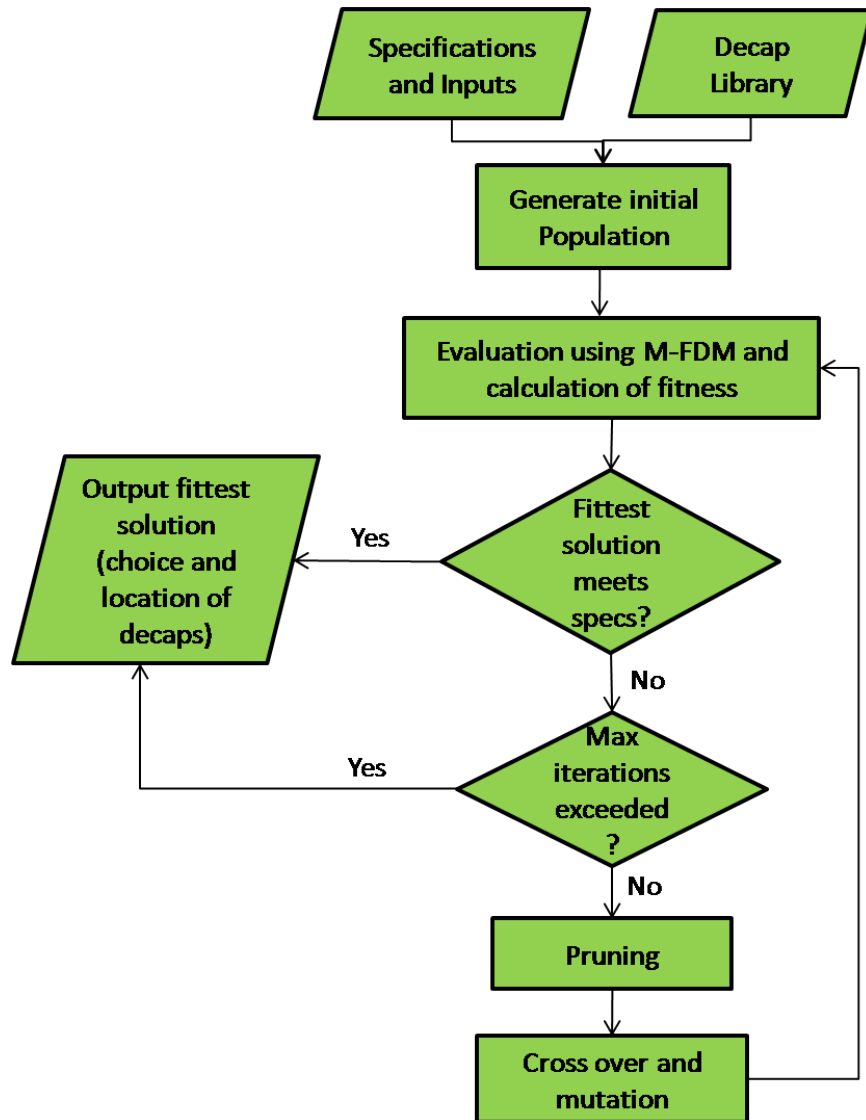 Specifications
and Inputs
Decap
Library
Generate initial
Population
Evaluation using M-FDM and
calculation of fitness
Output fittest
solution
(choice and
location of
decaps)
Yes
Fittest
solution
meets
specs?
No
Yes
Max
iterations
exceeded
?
No
Pruning
Cross over and
mutation